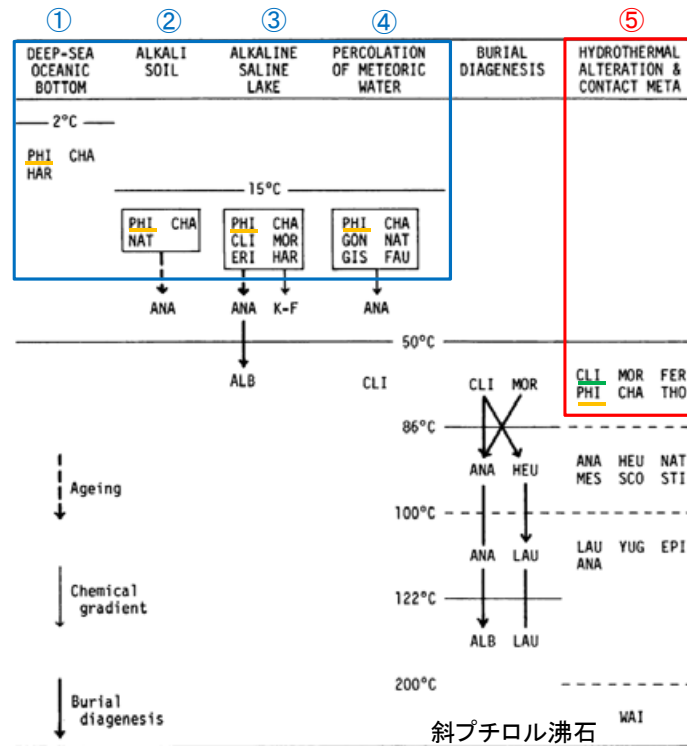 ① ② ③ ④ ⑤
DEEP-SEA OCEANIC BOTTOM
ALKALI SOIL
ALKALINE SALINE LAKE
PERCOLATION OF METEORIC WATER
BURIAL DIAGENESIS
HYDROTHERMAL ALTERATION & CONTACT META
2°C
PHI CHA
HAR
15°C
PHI CHA
NAT
PHI CHA
CLI MOR
ERI HAR
PHI CHA
GON NAT
GIS FAU
ANA
ANA K-F
ANA
50°C
ALB
CLI
CLI MOR
CLI MOR FER
PHI CHA THO
86°C
ANA HEU
ANA HEU NAT
MES SCO STI
Ageing
100°C
ANA LAU
LAU YUG EPI
ANA
Chemical
gradient
122°C
ALB LAU
200°C
Burial
diagenesis
WAI
斜プチロル沸石